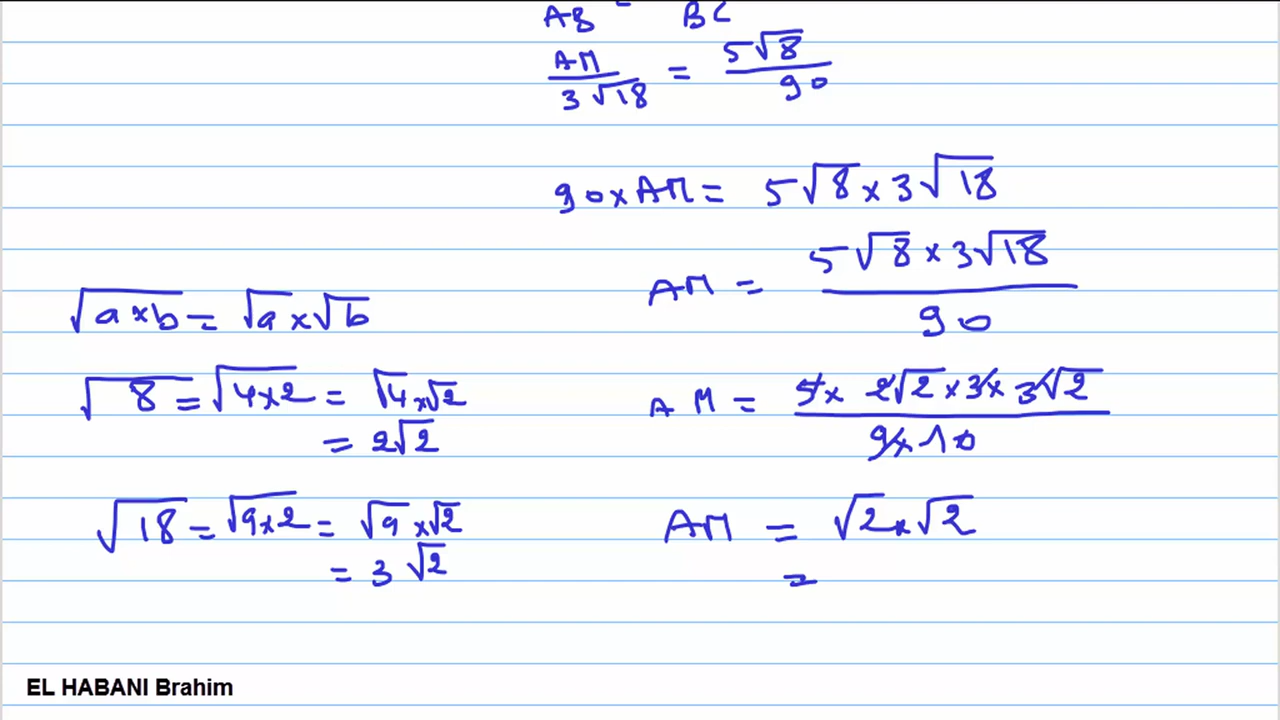 AB = BC
AM / 3√18 = 5√8 / 90
90 × AM = 5√8 × 3√18
AM = 5√8 × 3√18 / 90
√a×b = √a × √b
√8 = √4×2 = √4 × √2
= 2√2
AM = 5 × 2√2 × 3 × 3√2 / 9 × 10
√18 = √9×2 = √9 × √2
= 3√2
AM = √2 × √2
=
EL HABANI Brahim